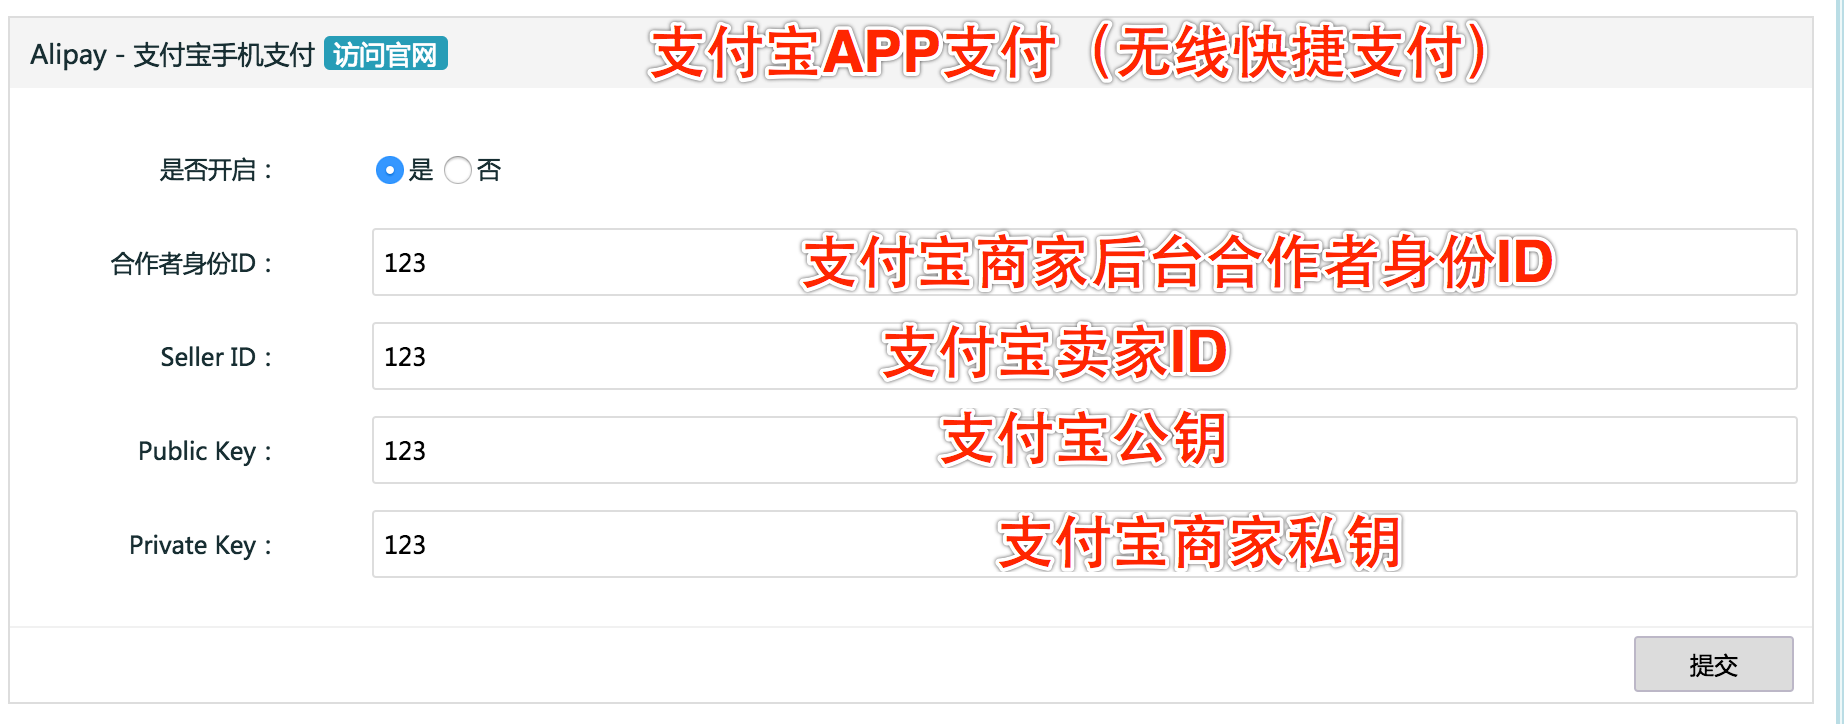 Alipay - 支付宝手机支付 访问官网 支付宝APP支付（无线快捷支付）
是否开启： 是 否
合作者身份ID： 123 支付宝商家后台合作者身份ID
Seller ID： 123 支付宝卖家ID
Public Key： 123 支付宝公钥
Private Key： 123 支付宝商家私钥
提交